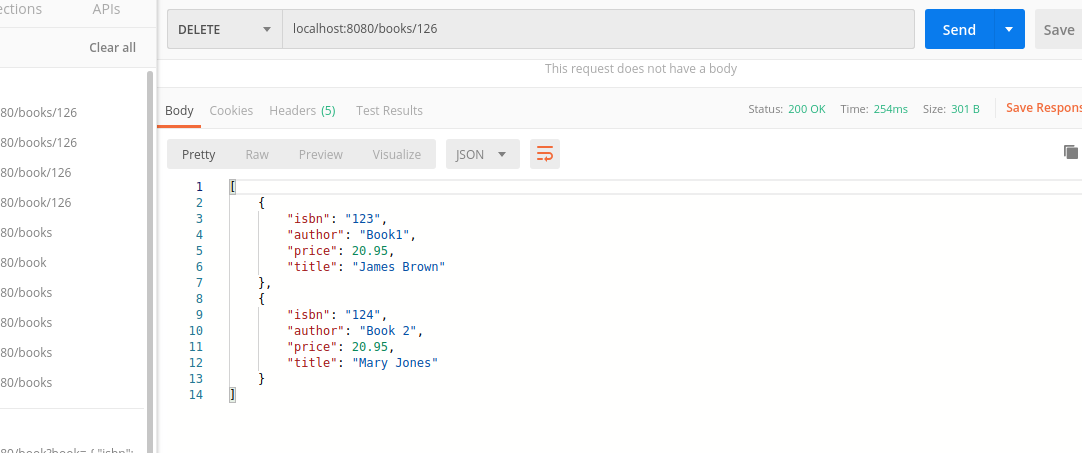 ections APIs
Clear all
80/books/126
80/books/126
80/book/126
80/book/126
80/books
80/book
80/books
80/books
80/books
80/books
80/book?book= { "isbn":
DELETE localhost:8080/books/126 Send Save
This request does not have a body
Body Cookies Headers (5) Test Results Status: 200 OK Time: 254ms Size: 301 B Save Respons
Pretty Raw Preview Visualize JSON
1 [
2 {
3 "isbn": "123",
4 "author": "Book1",
5 "price": 20.95,
6 "title": "James Brown"
7 },
8 {
9 "isbn": "124",
10 "author": "Book 2",
11 "price": 20.95,
12 "title": "Mary Jones"
13 }
14 ]